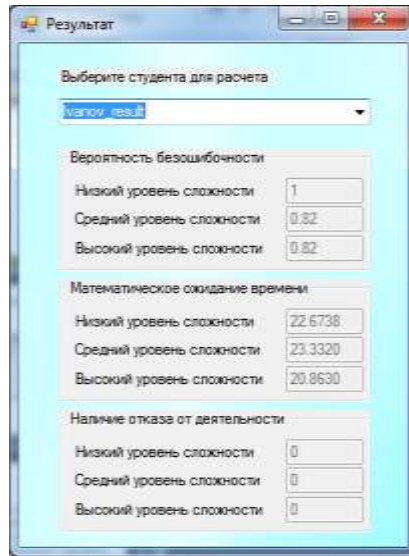 Результат
Выберите студента для расчета
Ivanov_result
Вероятность безошибочности
Низкий уровень сложности 1
Средний уровень сложности 0.82
Высокий уровень сложности 0.82
Математическое ожидание времени
Низкий уровень сложности 22.6738
Средний уровень сложности 23.3320
Высокий уровень сложности 20.8630
Наличие отказа от деятельности
Низкий уровень сложности 0
Средний уровень сложности 0
Высокий уровень сложности 0